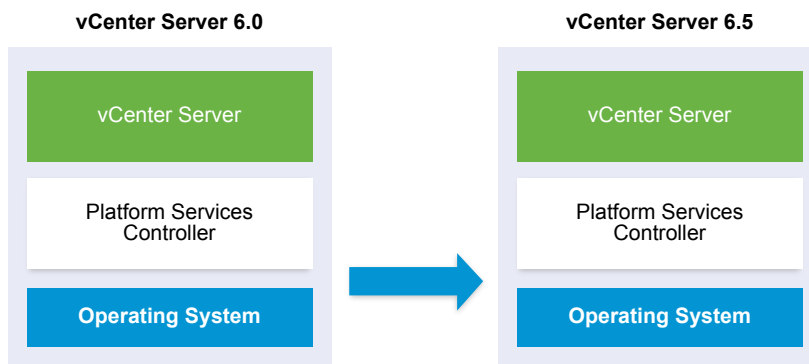 vCenter Server 6.0
vCenter Server
Platform Services
Controller
Operating System
vCenter Server 6.5
vCenter Server
Platform Services
Controller
Operating System